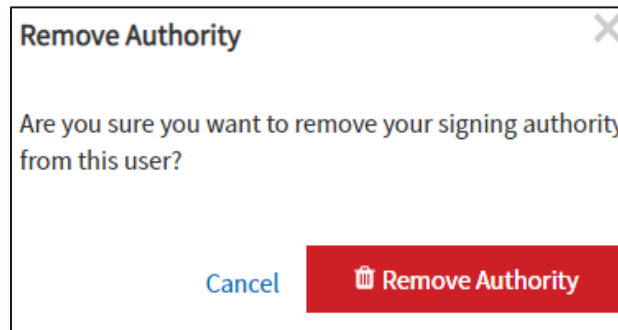 Remove Authority
Are you sure you want to remove your signing authority
from this user?
Cancel
Remove Authority